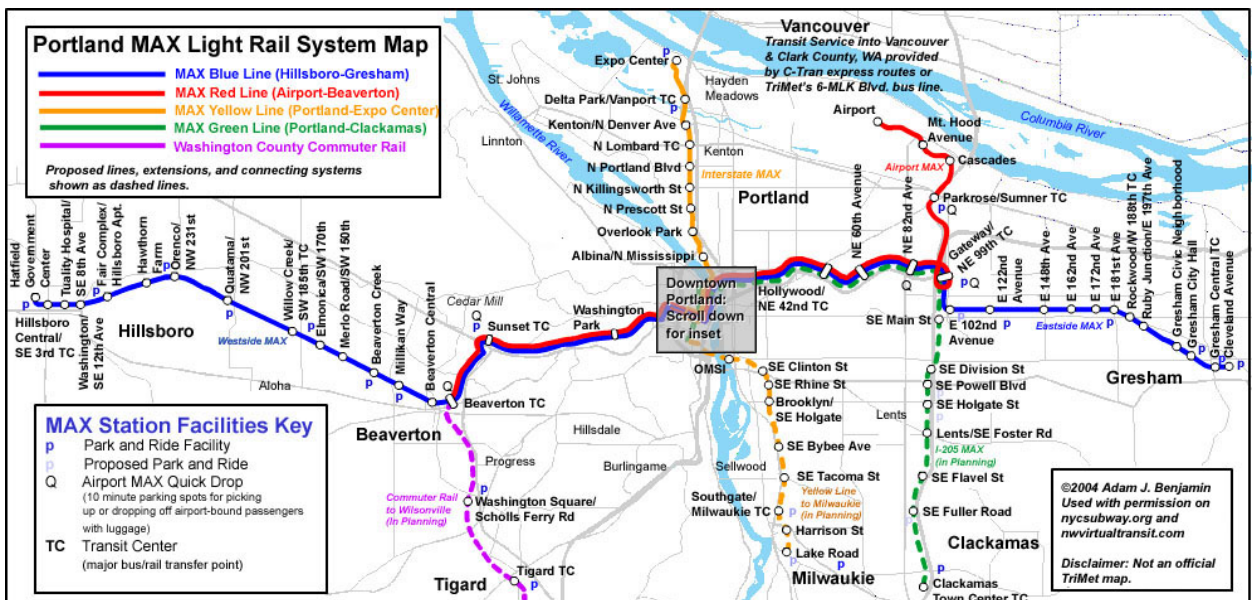 Portland MAX Light Rail System Map
MAX Blue Line (Hillsboro-Gresham)
MAX Red Line (Airport-Beaverton)
MAX Yellow Line (Portland-Expo Center)
MAX Green Line (Portland-Clackamas)
Washington County Commuter Rail
Proposed lines, extensions, and connecting systems
shown as dashed lines.
Vancouver
Transit Service into Vancouver
& Clark County, WA provided
by C-Tran express routes or
TriMet's 6-MLK Blvd. bus line.
Columbia River
Willamette River
St. Johns
Linnton
Hayden
Meadows
Kenton
Portland
Interstate MAX
p
Expo Center
Delta Park/Vanport TC
p
Kenton/N Denver Ave
N Lombard TC
N Portland Blvd
N Killingsworth St
N Prescott St
Overlook Park
Albina/N Mississippi
Airport
Mt. Hood
Avenue
Cascades
Airport MAX
Parkrose/Sumner TC
p
Q
Gateway/
NE 99th TC
p Q
NE 82nd Ave
Q
NE 60th Avenue
Hollywood/
NE 42nd TC
Downtown
Portland:
Scroll down
for inset
Hatfield
Government
Center
p
Hillsboro
Central/
SE 3rd TC
Tuality Hospital/
SE 8th Ave
Washington/
SE 12th Ave
Fair Complex/
Hillsboro Apt.
p
Hawthorn
Farm
Orenco/
NW 231st
p
Quatama/
NW 201st
p
Willow Creek/
SW 185th TC
p
Elmonica/SW 170th
p
Merlo Road/SW 150th
Beaverton Creek
p
Millikan Way
p
Beaverton Central
Beaverton TC
Q
Sunset TC
Q
p
Washington
Park
Cedar Mill
Hillsboro
Westside MAX
Aloha
Beaverton
E 102nd
Avenue
E 122nd
Avenue
p
E 148th Ave
E 162nd Ave
E 172nd Ave
E 181st Ave
p
Rockwood/W 188th TC
Ruby Junction/E 197th Ave
Gresham Civic Neighborhood
Gresham City Hall
p
Gresham Central TC
p
Cleveland Ave
p
Eastside MAX
Gresham
SE Main St
p
SE Division St
SE Powell Blvd
p
SE Holgate St
p
Lents/SE Foster Rd
Lents
I-205 MAX
(In Planning)
SE Flavel St
SE Fuller Road
p
Clackamas
p
Clackamas
Town Center TC
OMSI
SE Clinton St
SE Rhine St
Brooklyn/
SE Holgate
SE Bybee Ave
SE Tacoma St
Yellow Line
to Milwaukie
(In Planning)
Southgate/
Milwaukie TC
p
Harrison St
Lake Road
p
p
Milwaukie
Hillsdale
Burlingame
Sellwood
Progress
Commuter Rail
to Wilsonville
(In Planning)
p
Washington Square/
Scholls Ferry Rd
Tigard TC
p
Tigard
MAX Station Facilities Key
p Park and Ride Facility
p Proposed Park and Ride
Q Airport MAX Quick Drop
(10 minute parking spots for picking
up or dropping off airport-bound passengers
with luggage)
TC Transit Center
(major bus/rail transfer point)
©2004 Adam J. Benjamin
Used with permission on
nycsubway.org and
nwvirtualtransit.com
Disclaimer: Not an official
TriMet map.